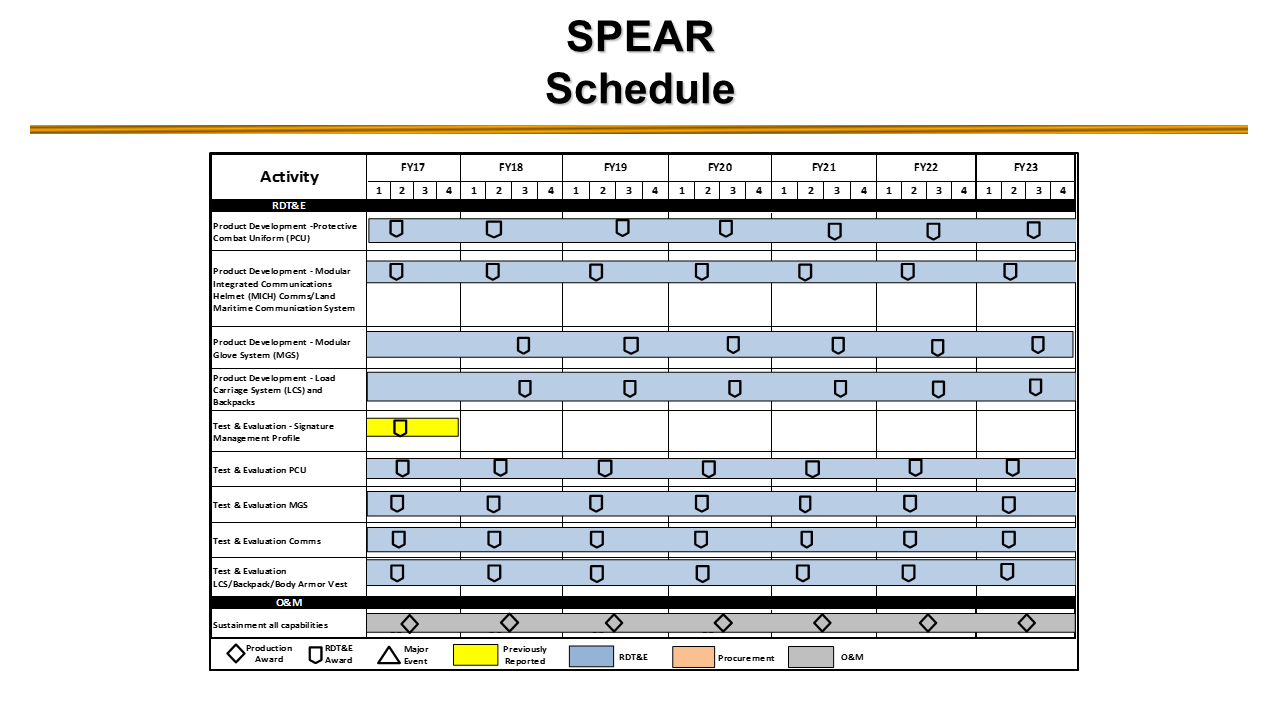 SPEAR
Schedule
Activity
FY17 FY18 FY19 FY20 FY21 FY22 FY23
1 2 3 4 1 2 3 4 1 2 3 4 1 2 3 4 1 2 3 4 1 2 3 4 1 2 3 4
RDT&E
Product Development -Protective
Combat Uniform (PCU)
Product Development - Modular
Integrated Communications
Helmet (MICH) Comms/Land
Maritime Communication System
Product Development - Modular
Glove System (MGS)
Product Development - Load
Carriage System (LCS) and
Backpacks
Test & Evaluation - Signature
Management Profile
Test & Evaluation PCU
Test & Evaluation MGS
Test & Evaluation Comms
Test & Evaluation
LCS/Backpack/Body Armor Vest
O&M
Sustainment all capabilities
Production
Award
RDT&E
Award
Major
Event
Previously
Reported
RDT&E
Procurement
O&M